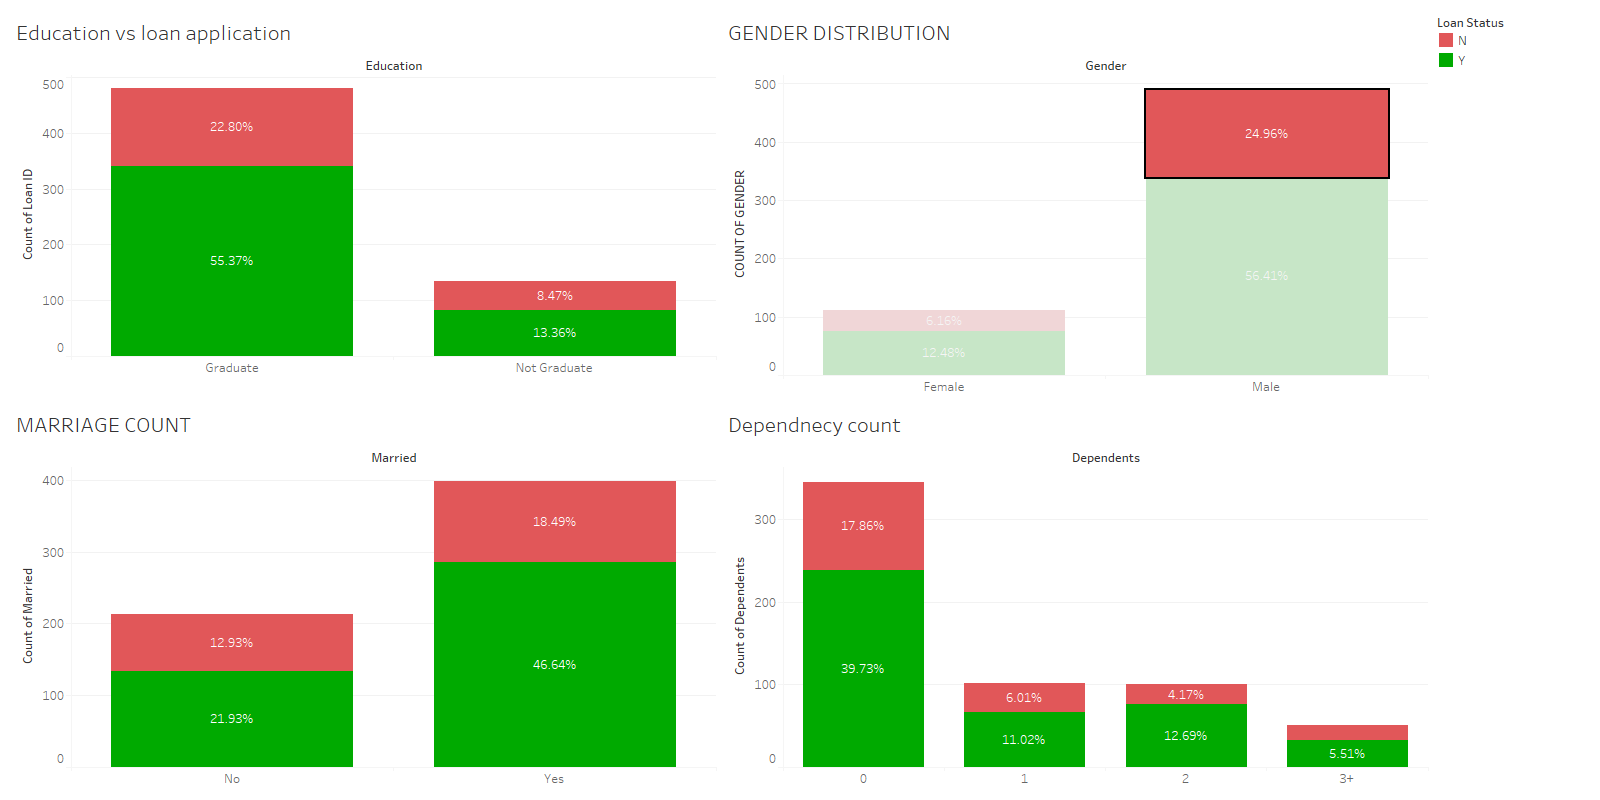 Education vs loan application
Education
Count of Loan ID
500
400
300
200
100
0
22.80%
55.37%
8.47%
13.36%
Graduate
Not Graduate
GENDER DISTRIBUTION
Gender
COUNT OF GENDER
500
400
300
200
100
0
6.16%
12.48%
24.96%
56.41%
Female
Male
Loan Status
N
Y
MARRIAGE COUNT
Married
Count of Married
400
300
200
100
0
12.93%
21.93%
18.49%
46.64%
No
Yes
Dependnecy count
Dependents
Count of Dependents
300
200
100
0
17.86%
39.73%
6.01%
11.02%
4.17%
12.69%
5.51%
0
1
2
3+